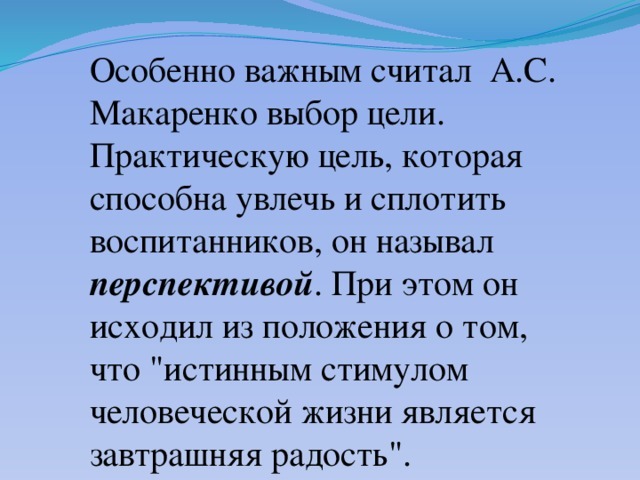 Особенно важным считал  А.С.
Макаренко выбор цели.
Практическую цель, которая
способна увлечь и сплотить
воспитанников, он называл
перспективой. При этом он
исходил из положения о том,
что "истинным стимулом
человеческой жизни является
завтрашняя радость".